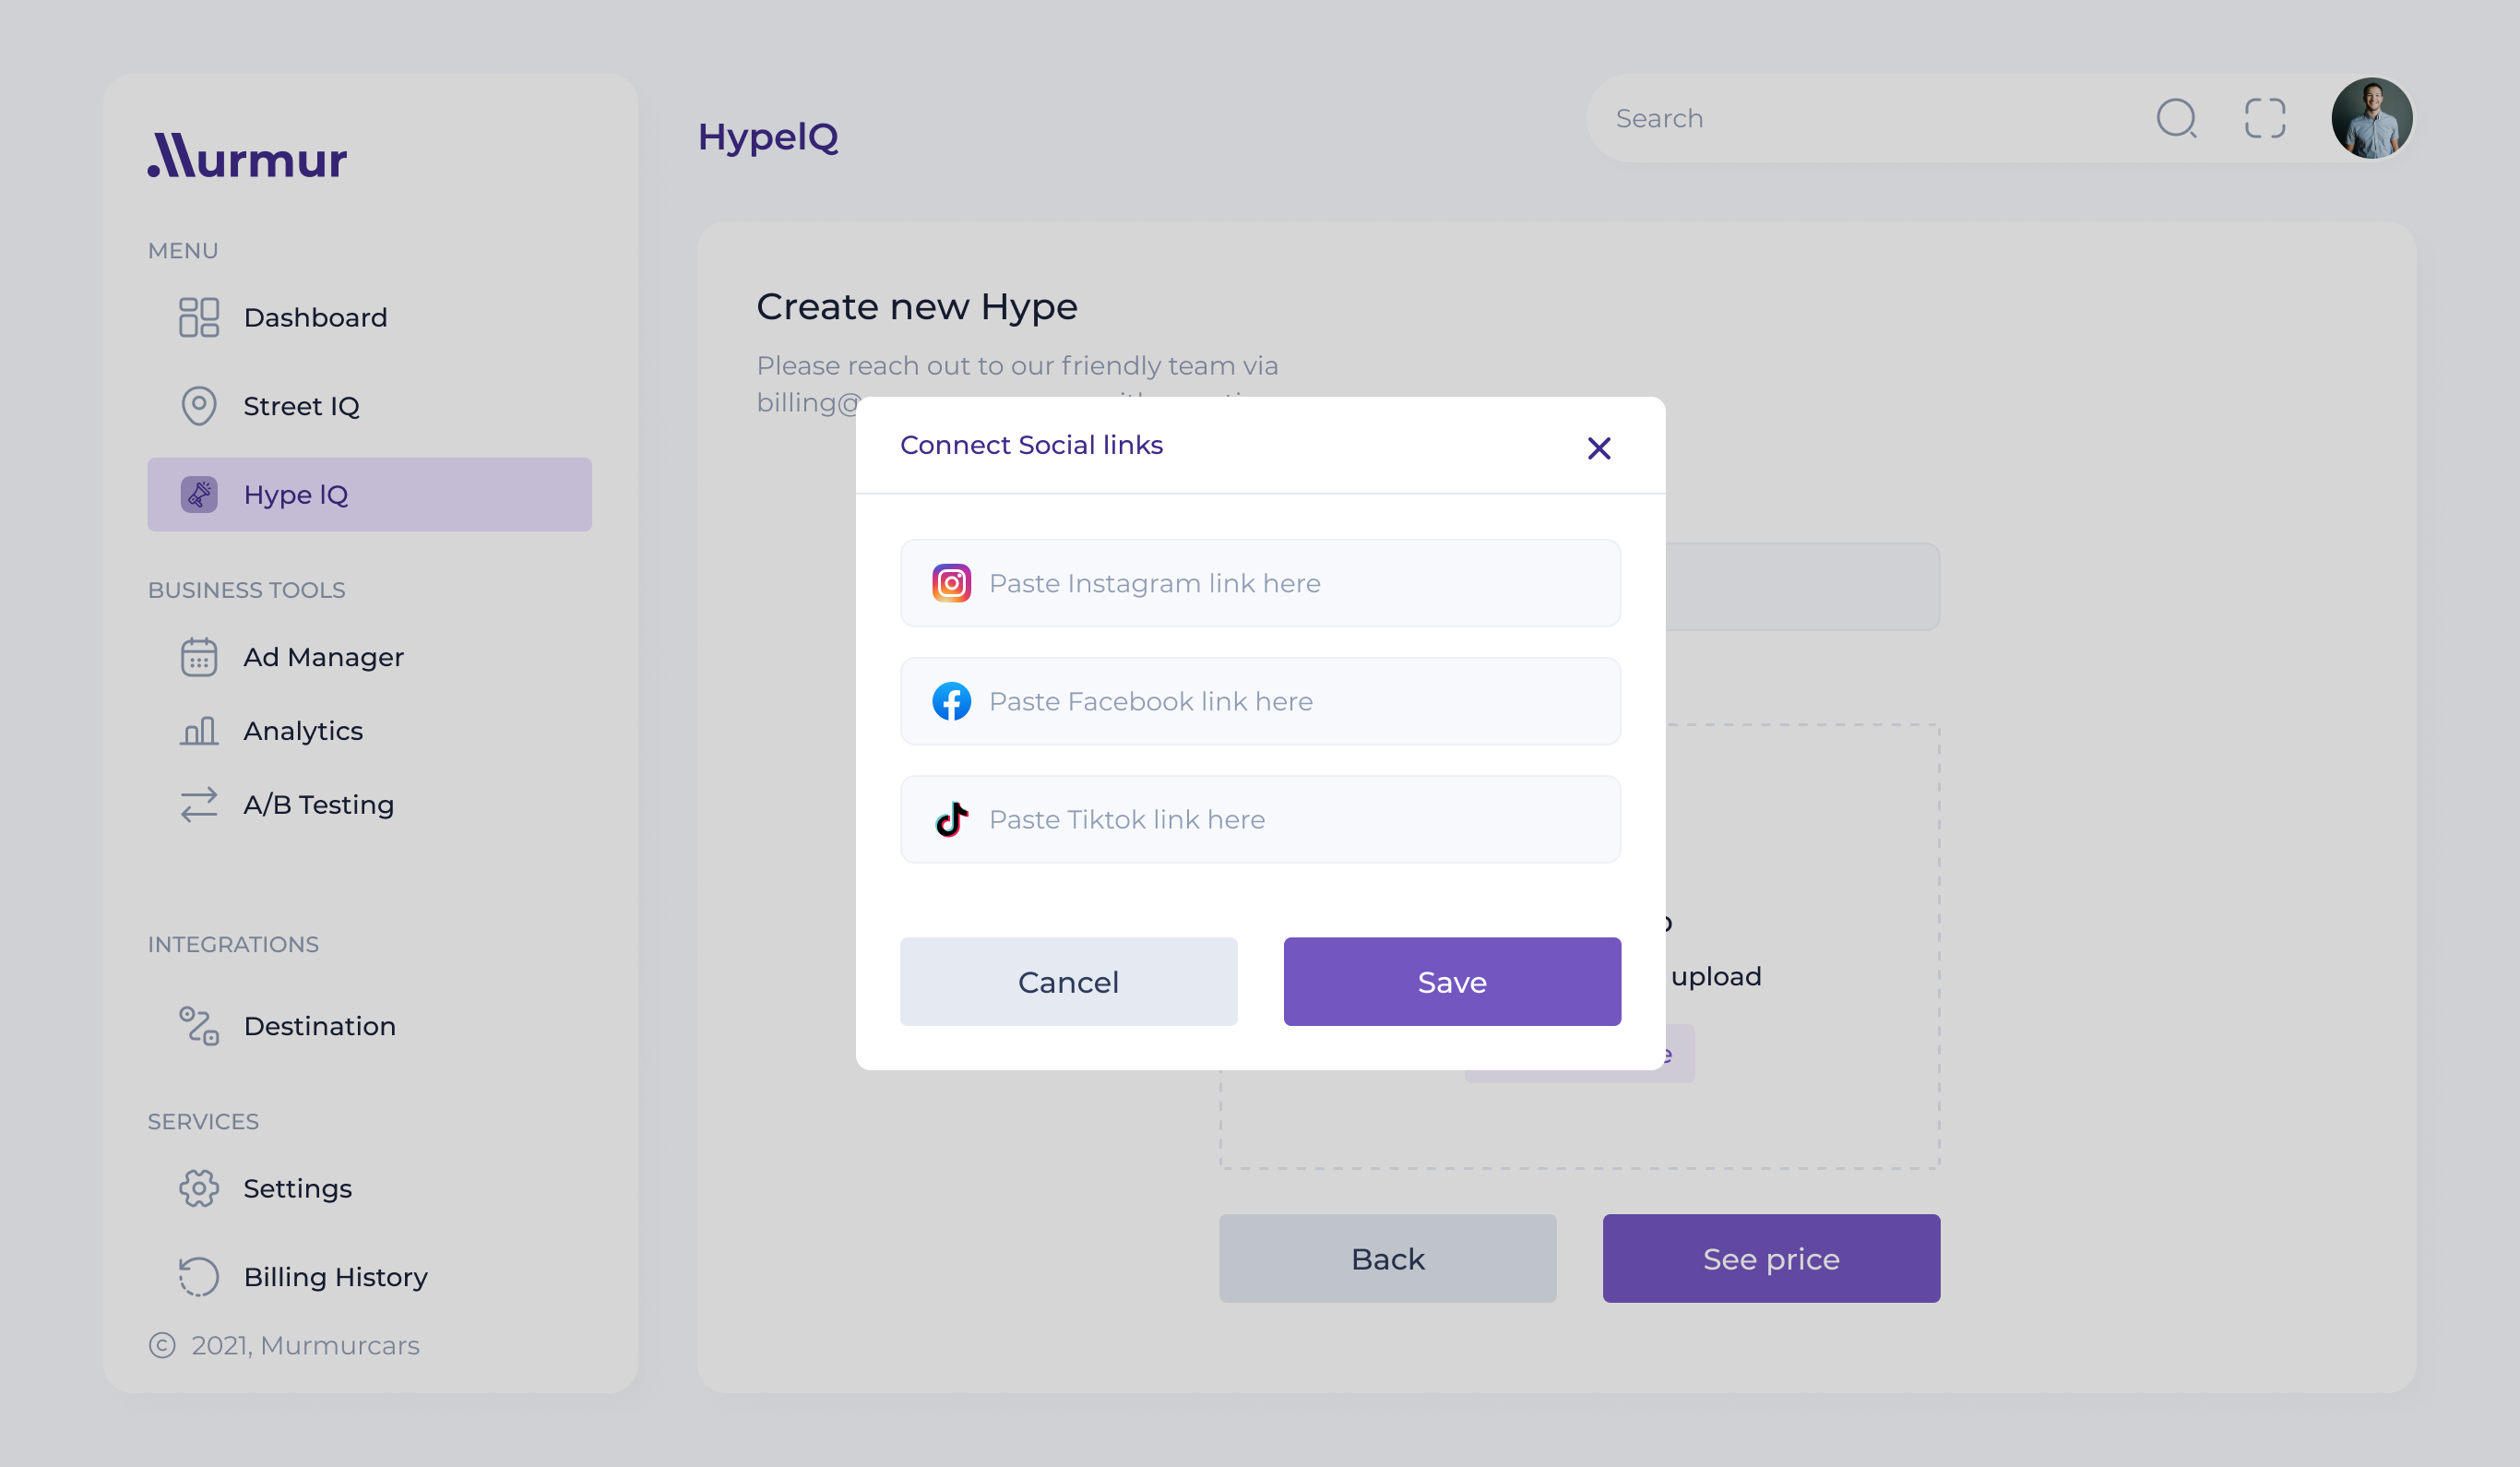 Murmur
MENU
Dashboard
Street IQ
Hype IQ
BUSINESS TOOLS
Ad Manager
Analytics
A/B Testing
INTEGRATIONS
Destination
SERVICES
Settings
Billing History
© 2021, Murmurcars
HypeIQ
Search
Create new Hype
Please reach out to our friendly team via
billing@
Connect Social links
Paste Instagram link here
Paste Facebook link here
Paste Tiktok link here
Cancel
Save
upload
Back
See price